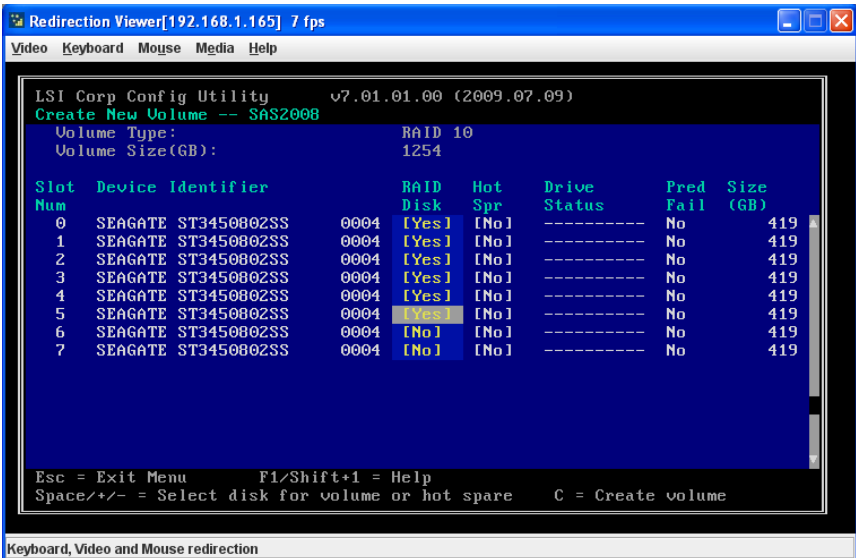 Redirection Viewer[192.168.1.165] 7 fps
Video Keyboard Mouse Media Help
LSI Corp Config Utility v7.01.01.00 (2009.07.09)
Create New Volume -- SAS2008
Volume Type: RAID 10
Volume Size(GB): 1254
Slot Device Identifier RAID Hot Drive Pred Size
Num Disk Spr Status Fail (GB)
0 SEAGATE ST3450802SS 0004 [Yes] [No] ---------- No 419
1 SEAGATE ST3450802SS 0004 [Yes] [No] ---------- No 419
2 SEAGATE ST3450802SS 0004 [Yes] [No] ---------- No 419
3 SEAGATE ST3450802SS 0004 [Yes] [No] ---------- No 419
4 SEAGATE ST3450802SS 0004 [Yes] [No] ---------- No 419
5 SEAGATE ST3450802SS 0004 [Yes] [No] ---------- No 419
6 SEAGATE ST3450802SS 0004 [No] [No] ---------- No 419
7 SEAGATE ST3450802SS 0004 [No] [No] ---------- No 419
Esc = Exit Menu F1/Shift+1 = Help
Space/+/- = Select disk for volume or hot spare C = Create volume
Keyboard, Video and Mouse redirection